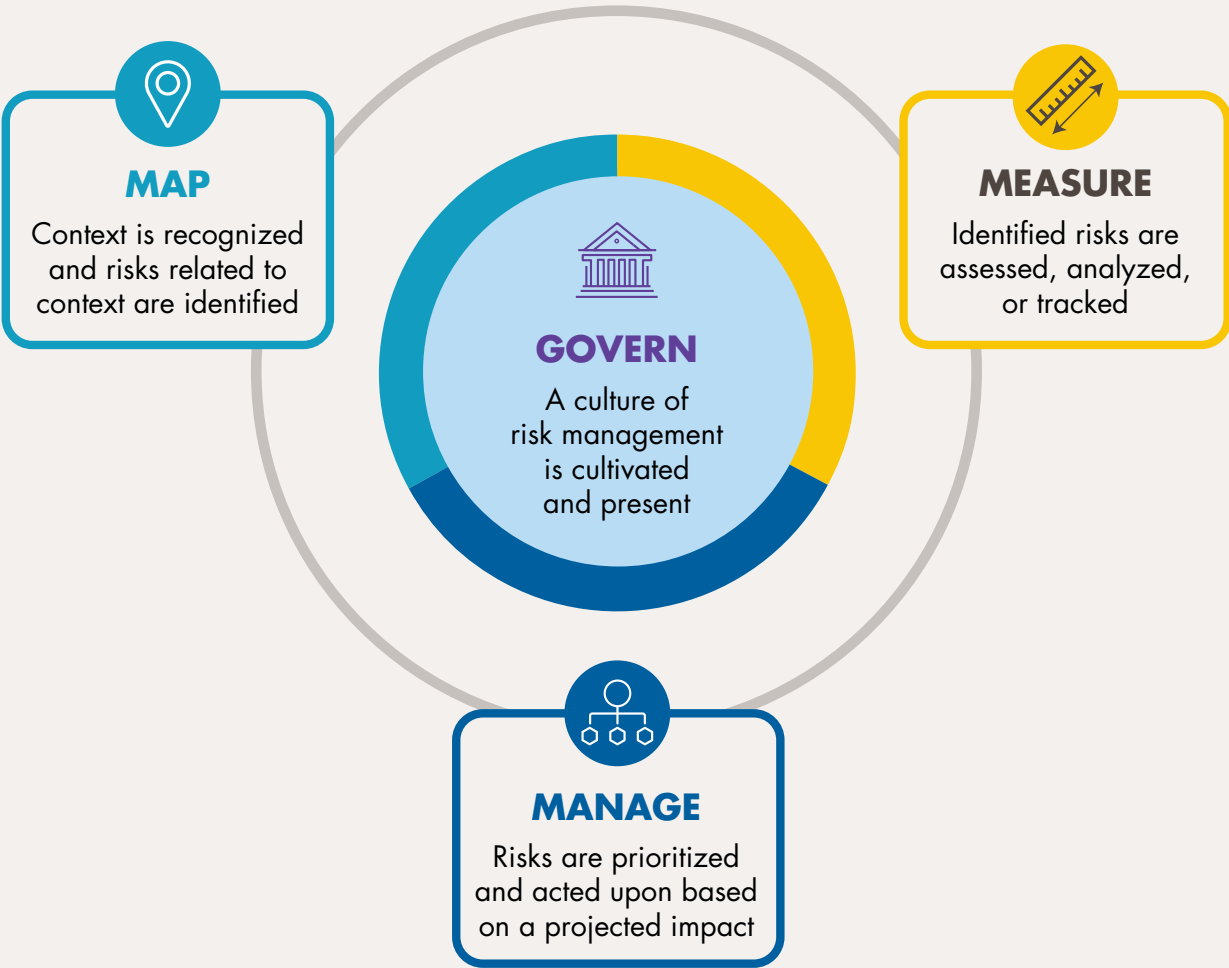 MAP
Context is recognized
and risks related to
context are identified
MEASURE
Identified risks are
assessed, analyzed,
or tracked
GOVERN
A culture of
risk management
is cultivated
and present
MANAGE
Risks are prioritized
and acted upon based
on a projected impact